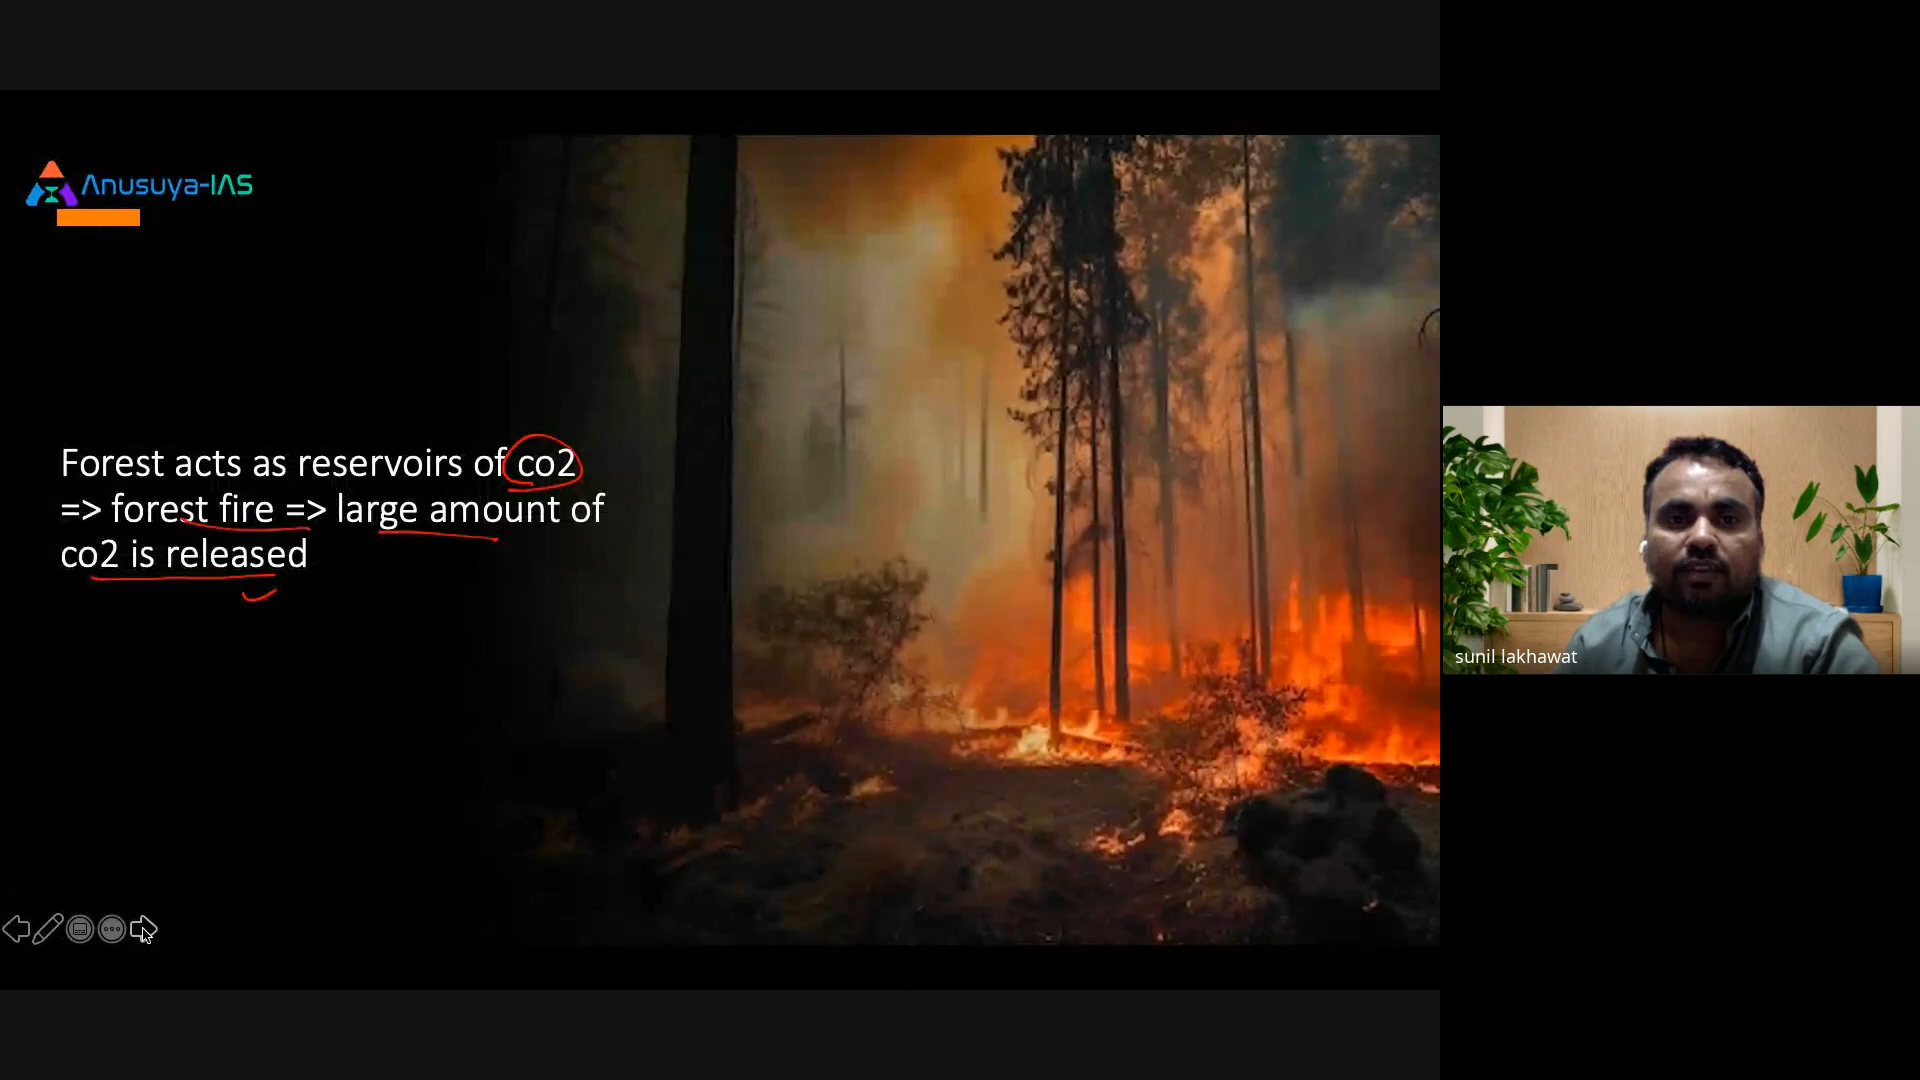 Anusuya-IAS
Forest acts as reservoirs of co2
=> forest fire => large amount of
co2 is released
sunil lakhawat